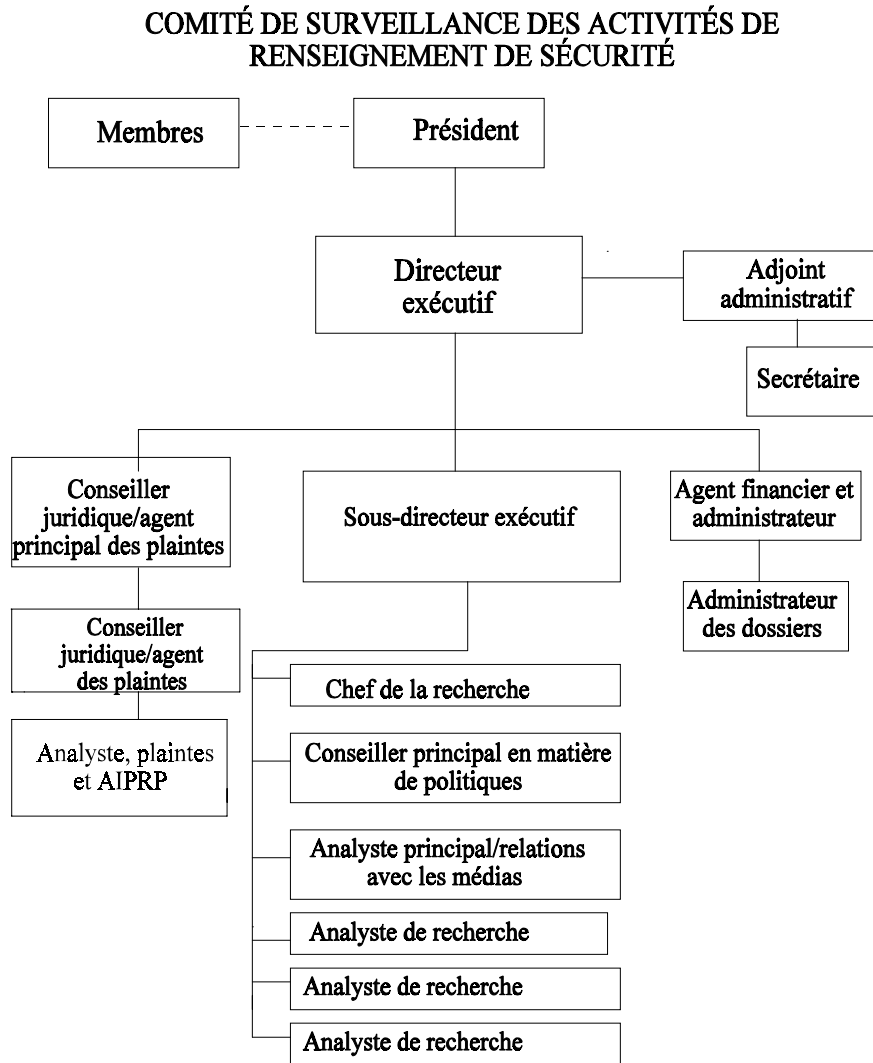 COMITÉ DE SURVEILLANCE DES ACTIVITÉS DE
RENSEIGNEMENT DE SÉCURITÉ
Membres
Président
Directeur
exécutif
Adjoint
administratif
Secrétaire
Conseiller
juridique/agent
principal des plaintes
Sous-directeur exécutif
Agent financier et
administrateur
Conseiller
juridique/agent
des plaintes
Administrateur
des dossiers
Analyste, plaintes
et AIPRP
Chef de la recherche
Conseiller principal en matière
de politiques
Analyste principal/relations
avec les médias
Analyste de recherche
Analyste de recherche
Analyste de recherche